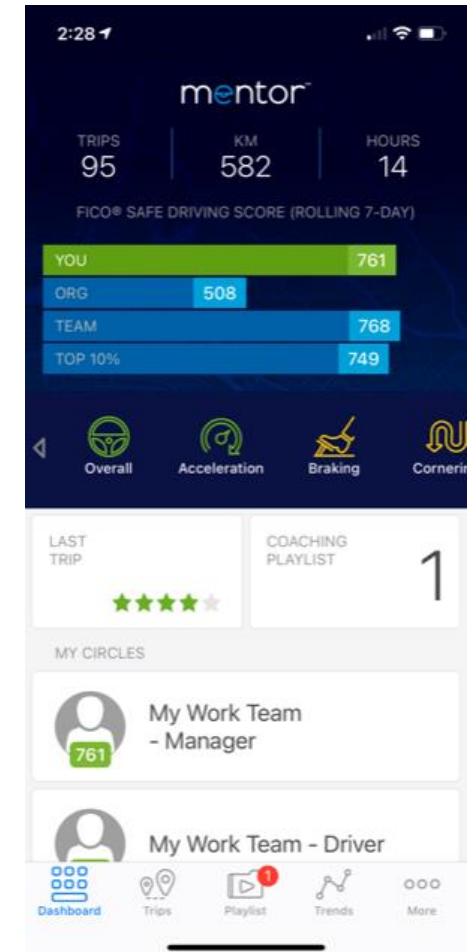 2:28
mentor™
TRIPS KM HOURS
95 582 14
FICO® SAFE DRIVING SCORE (ROLLING 7-DAY)
YOU 761
ORG 508
TEAM 768
TOP 10% 749
Overall Acceleration Braking Cornerin
LAST
TRIP
COACHING
PLAYLIST
1
MY CIRCLES
My Work Team
- Manager
761
My Work Team - Driver
1
Dashboard Trips Playlist Trends More